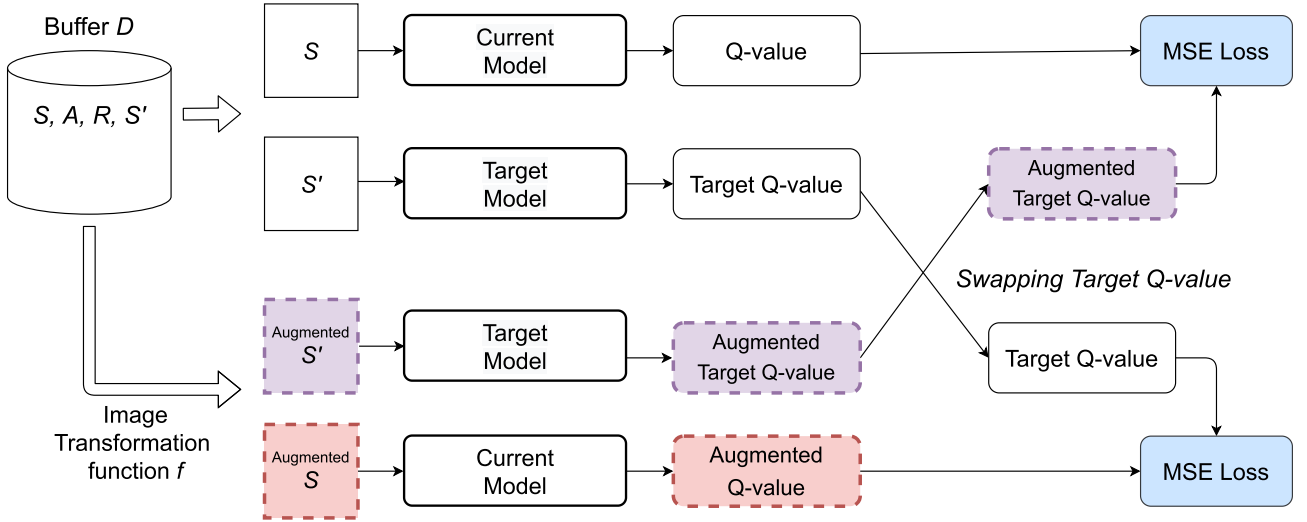 Buffer D
S, A, R, S'
S
Current
Model
Q-value
MSE Loss
S'
Target
Model
Target Q-value
Augmented
Target Q-value
Swapping Target Q-value
Augmented
S'
Target
Model
Augmented
Target Q-value
Target Q-value
Image
Transformation
function f
Augmented
S
Current
Model
Augmented
Q-value
MSE Loss